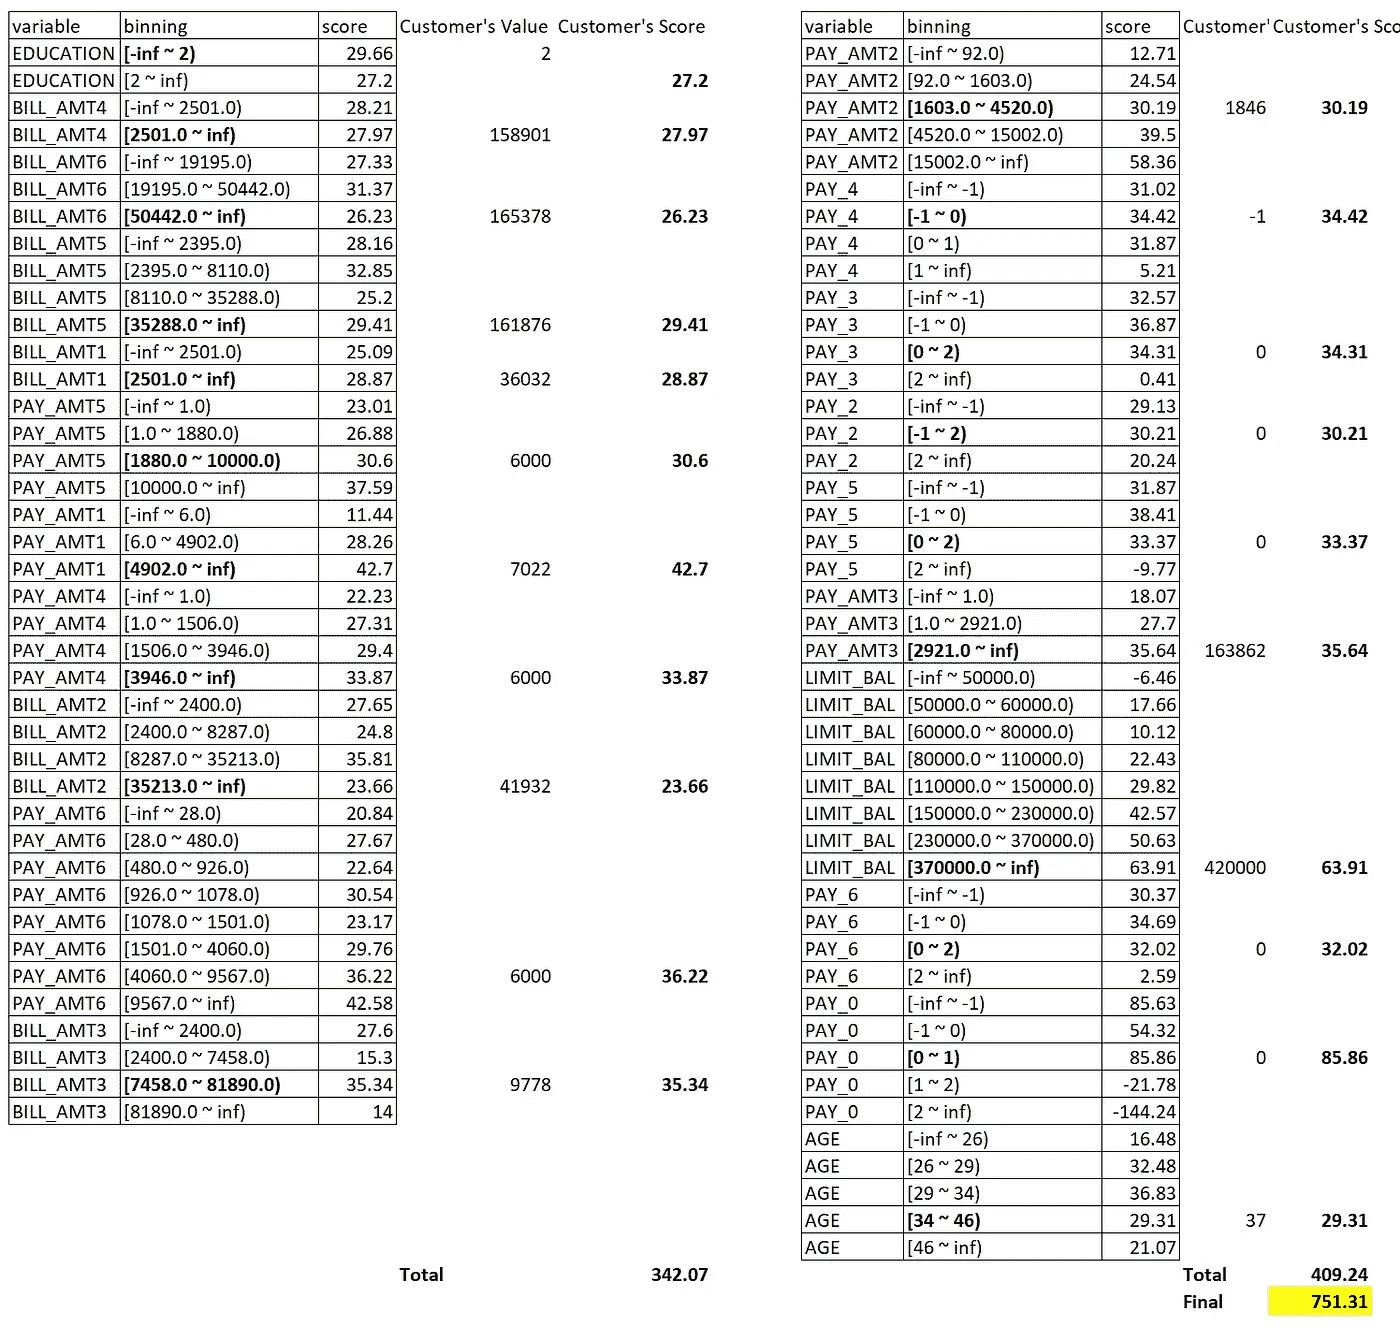 variable binning score Customer's Value Customer's Score
EDUCATION [-inf ~ 2) 29.66 2
EDUCATION [2 ~ inf) 27.2 27.2
BILL_AMT4 [-inf ~ 2501.0) 28.21
BILL_AMT4 [2501.0 ~ inf) 27.97 158901 27.97
BILL_AMT6 [-inf ~ 19195.0) 27.33
BILL_AMT6 [19195.0 ~ 50442.0) 31.37
BILL_AMT6 [50442.0 ~ inf) 26.23 165378 26.23
BILL_AMT5 [-inf ~ 2395.0) 28.16
BILL_AMT5 [2395.0 ~ 8110.0) 32.85
BILL_AMT5 [8110.0 ~ 35288.0) 25.2
BILL_AMT5 [35288.0 ~ inf) 29.41 161876 29.41
BILL_AMT1 [-inf ~ 2501.0) 25.09
BILL_AMT1 [2501.0 ~ inf) 28.87 36032 28.87
PAY_AMT5 [-inf ~ 1.0) 23.01
PAY_AMT5 [1.0 ~ 1880.0) 26.88
PAY_AMT5 [1880.0 ~ 10000.0) 30.6 6000 30.6
PAY_AMT5 [10000.0 ~ inf) 37.59
PAY_AMT1 [-inf ~ 6.0) 11.44
PAY_AMT1 [6.0 ~ 4902.0) 28.26
PAY_AMT1 [4902.0 ~ inf) 42.7 7022 42.7
PAY_AMT4 [-inf ~ 1.0) 22.23
PAY_AMT4 [1.0 ~ 1506.0) 27.31
PAY_AMT4 [1506.0 ~ 3946.0) 29.4
PAY_AMT4 [3946.0 ~ inf) 33.87 6000 33.87
BILL_AMT2 [-inf ~ 2400.0) 27.65
BILL_AMT2 [2400.0 ~ 8287.0) 24.8
BILL_AMT2 [8287.0 ~ 35213.0) 35.81
BILL_AMT2 [35213.0 ~ inf) 23.66 41932 23.66
PAY_AMT6 [-inf ~ 28.0) 20.84
PAY_AMT6 [28.0 ~ 480.0) 27.67
PAY_AMT6 [480.0 ~ 926.0) 22.64
PAY_AMT6 [926.0 ~ 1078.0) 30.54
PAY_AMT6 [1078.0 ~ 1501.0) 23.17
PAY_AMT6 [1501.0 ~ 4060.0) 29.76
PAY_AMT6 [4060.0 ~ 9567.0) 36.22 6000 36.22
PAY_AMT6 [9567.0 ~ inf) 42.58
BILL_AMT3 [-inf ~ 2400.0) 27.6
BILL_AMT3 [2400.0 ~ 7458.0) 15.3
BILL_AMT3 [7458.0 ~ 81890.0) 35.34 9778 35.34
BILL_AMT3 [81890.0 ~ inf) 14
Total 342.07
variable binning score Customer' Customer's Sco
PAY_AMT2 [-inf ~ 92.0) 12.71
PAY_AMT2 [92.0 ~ 1603.0) 24.54
PAY_AMT2 [1603.0 ~ 4520.0) 30.19 1846 30.19
PAY_AMT2 [4520.0 ~ 15002.0) 39.5
PAY_AMT2 [15002.0 ~ inf) 58.36
PAY_4 [-inf ~ -1) 31.02
PAY_4 [-1 ~ 0) 34.42 -1 34.42
PAY_4 [0 ~ 1) 31.87
PAY_4 [1 ~ inf) 5.21
PAY_3 [-inf ~ -1) 32.57
PAY_3 [-1 ~ 0) 36.87
PAY_3 [0 ~ 2) 34.31 0 34.31
PAY_3 [2 ~ inf) 0.41
PAY_2 [-inf ~ -1) 29.13
PAY_2 [-1 ~ 2) 30.21 0 30.21
PAY_2 [2 ~ inf) 20.24
PAY_5 [-inf ~ -1) 31.87
PAY_5 [-1 ~ 0) 38.41
PAY_5 [0 ~ 2) 33.37 0 33.37
PAY_5 [2 ~ inf) -9.77
PAY_AMT3 [-inf ~ 1.0) 18.07
PAY_AMT3 [1.0 ~ 2921.0) 27.7
PAY_AMT3 [2921.0 ~ inf) 35.64 163862 35.64
LIMIT_BAL [-inf ~ 50000.0) -6.46
LIMIT_BAL [50000.0 ~ 60000.0) 17.66
LIMIT_BAL [60000.0 ~ 80000.0) 10.12
LIMIT_BAL [80000.0 ~ 110000.0) 22.43
LIMIT_BAL [110000.0 ~ 150000.0) 29.82
LIMIT_BAL [150000.0 ~ 230000.0) 42.57
LIMIT_BAL [230000.0 ~ 370000.0) 50.63
LIMIT_BAL [370000.0 ~ inf) 63.91 420000 63.91
PAY_6 [-inf ~ -1) 30.37
PAY_6 [-1 ~ 0) 34.69
PAY_6 [0 ~ 2) 32.02 0 32.02
PAY_6 [2 ~ inf) 2.59
PAY_0 [-inf ~ -1) 85.63
PAY_0 [-1 ~ 0) 54.32
PAY_0 [0 ~ 1) 85.86 0 85.86
PAY_0 [1 ~ 2) -21.78
PAY_0 [2 ~ inf) -144.24
AGE [-inf ~ 26) 16.48
AGE [26 ~ 29) 32.48
AGE [29 ~ 34) 36.83
AGE [34 ~ 46) 29.31 37 29.31
AGE [46 ~ inf) 21.07
Total 409.24
Final 751.31